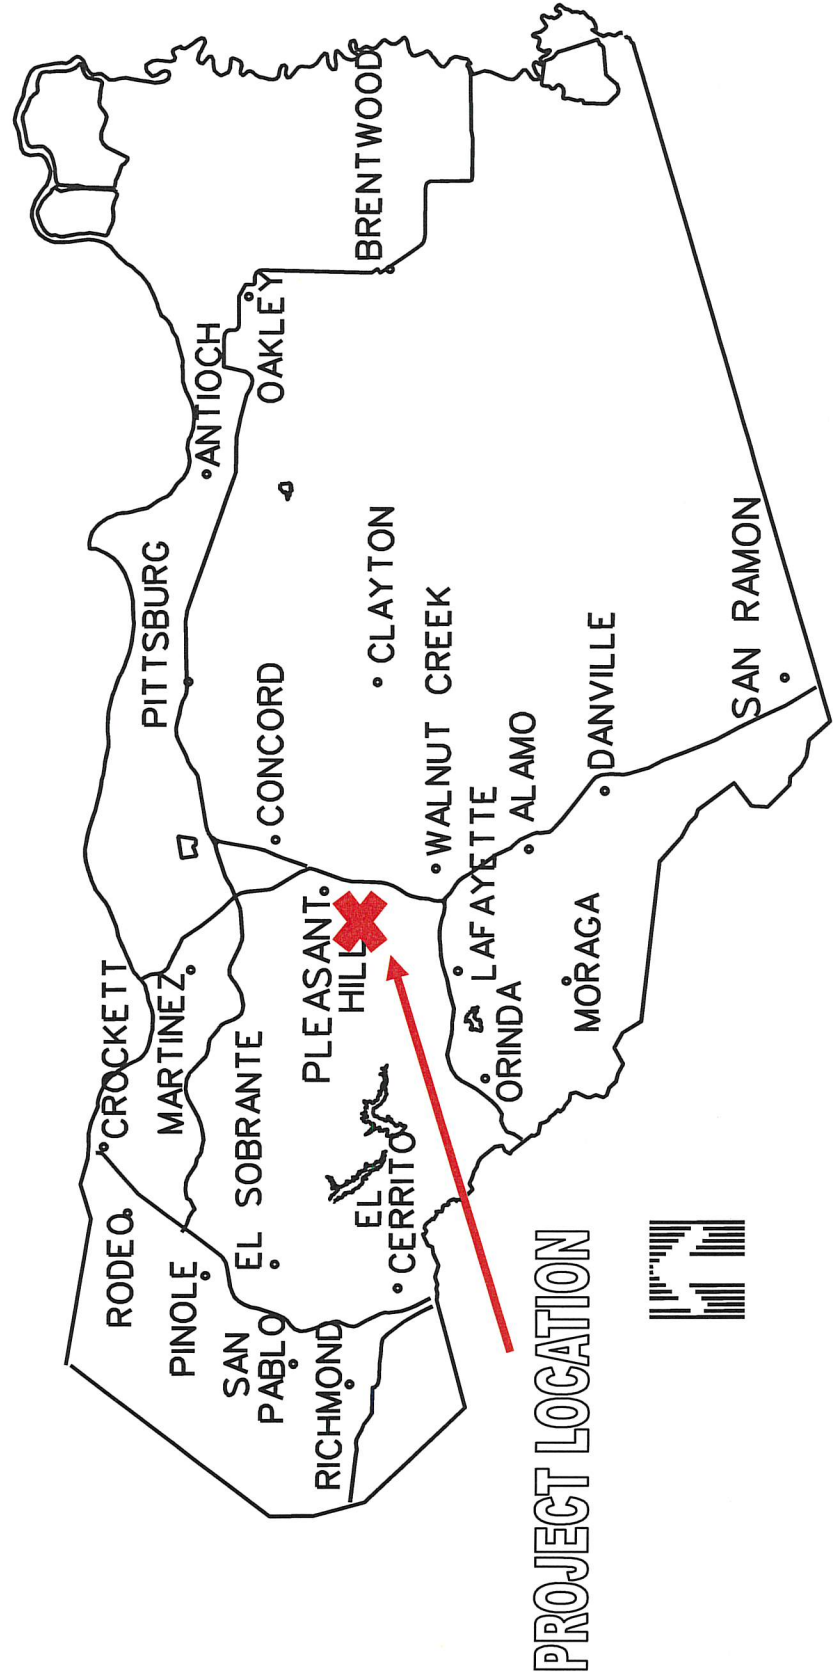 CROCKETT
RODEO
MARTINEZ
PINOLE
PITTSBURG
ANTIOCH
OAKLEY
BRENTWOOD
SAN
PABLO
EL SOBRANTE
CONCORD
RICHMOND
PLEASANT
HILL
CLAYTON
EL
CERRITO
WALNUT CREEK
LAFAYETTE
ORINDA
ALAMO
MORAGA
DANVILLE
SAN RAMON
PROJECT LOCATION